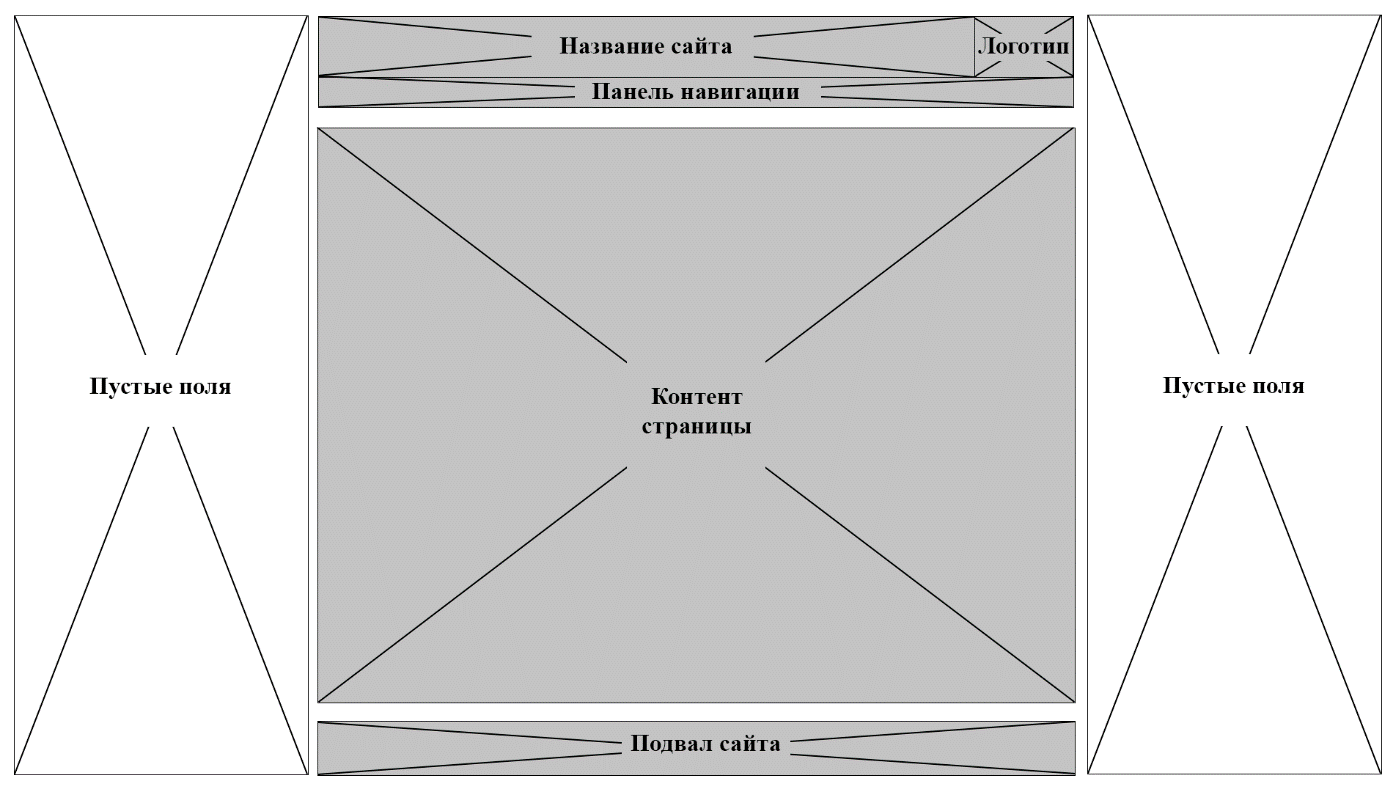 Название сайта
Логотип
Панель навигации
Пустые поля
Контент
страницы
Пустые поля
Подвал сайта